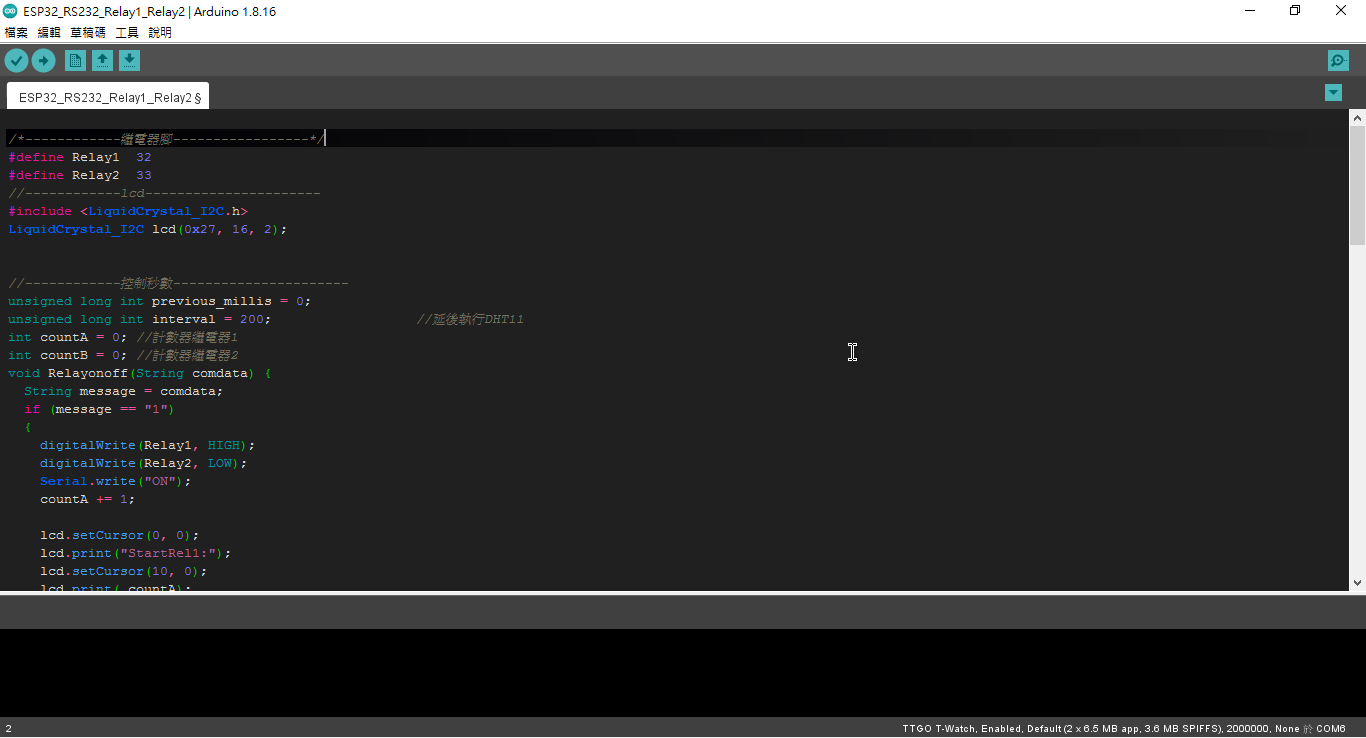 ESP32_RS232_Relay1_Relay2 | Arduino 1.8.16
檔案 編輯 草稿碼 工具 說明
ESP32_RS232_Relay1_Relay2 §
/*------------繼電器腳-----------------*/
#define Relay1  32
#define Relay2  33
//------------lcd----------------------
#include <LiquidCrystal_I2C.h>
LiquidCrystal_I2C lcd(0x27, 16, 2);
//------------控制秒數----------------------
unsigned long int previous_millis = 0;
unsigned long int interval = 200; //延後執行DHT11
int countA = 0; //計數器繼電器1
int countB = 0; //計數器繼電器2
void Relayonoff(String comdata) {
String message = comdata;
if (message == "1")
{
digitalWrite(Relay1, HIGH);
digitalWrite(Relay2, LOW);
Serial.write("ON");
countA += 1;
lcd.setCursor(0, 0);
lcd.print("StartRel1:");
lcd.setCursor(10, 0);
lcd.print( countA);
2
TTGO T-Watch, Enabled, Default (2 x 6.5 MB app, 3.6 MB SPIFFS), 2000000, None 於 COM6